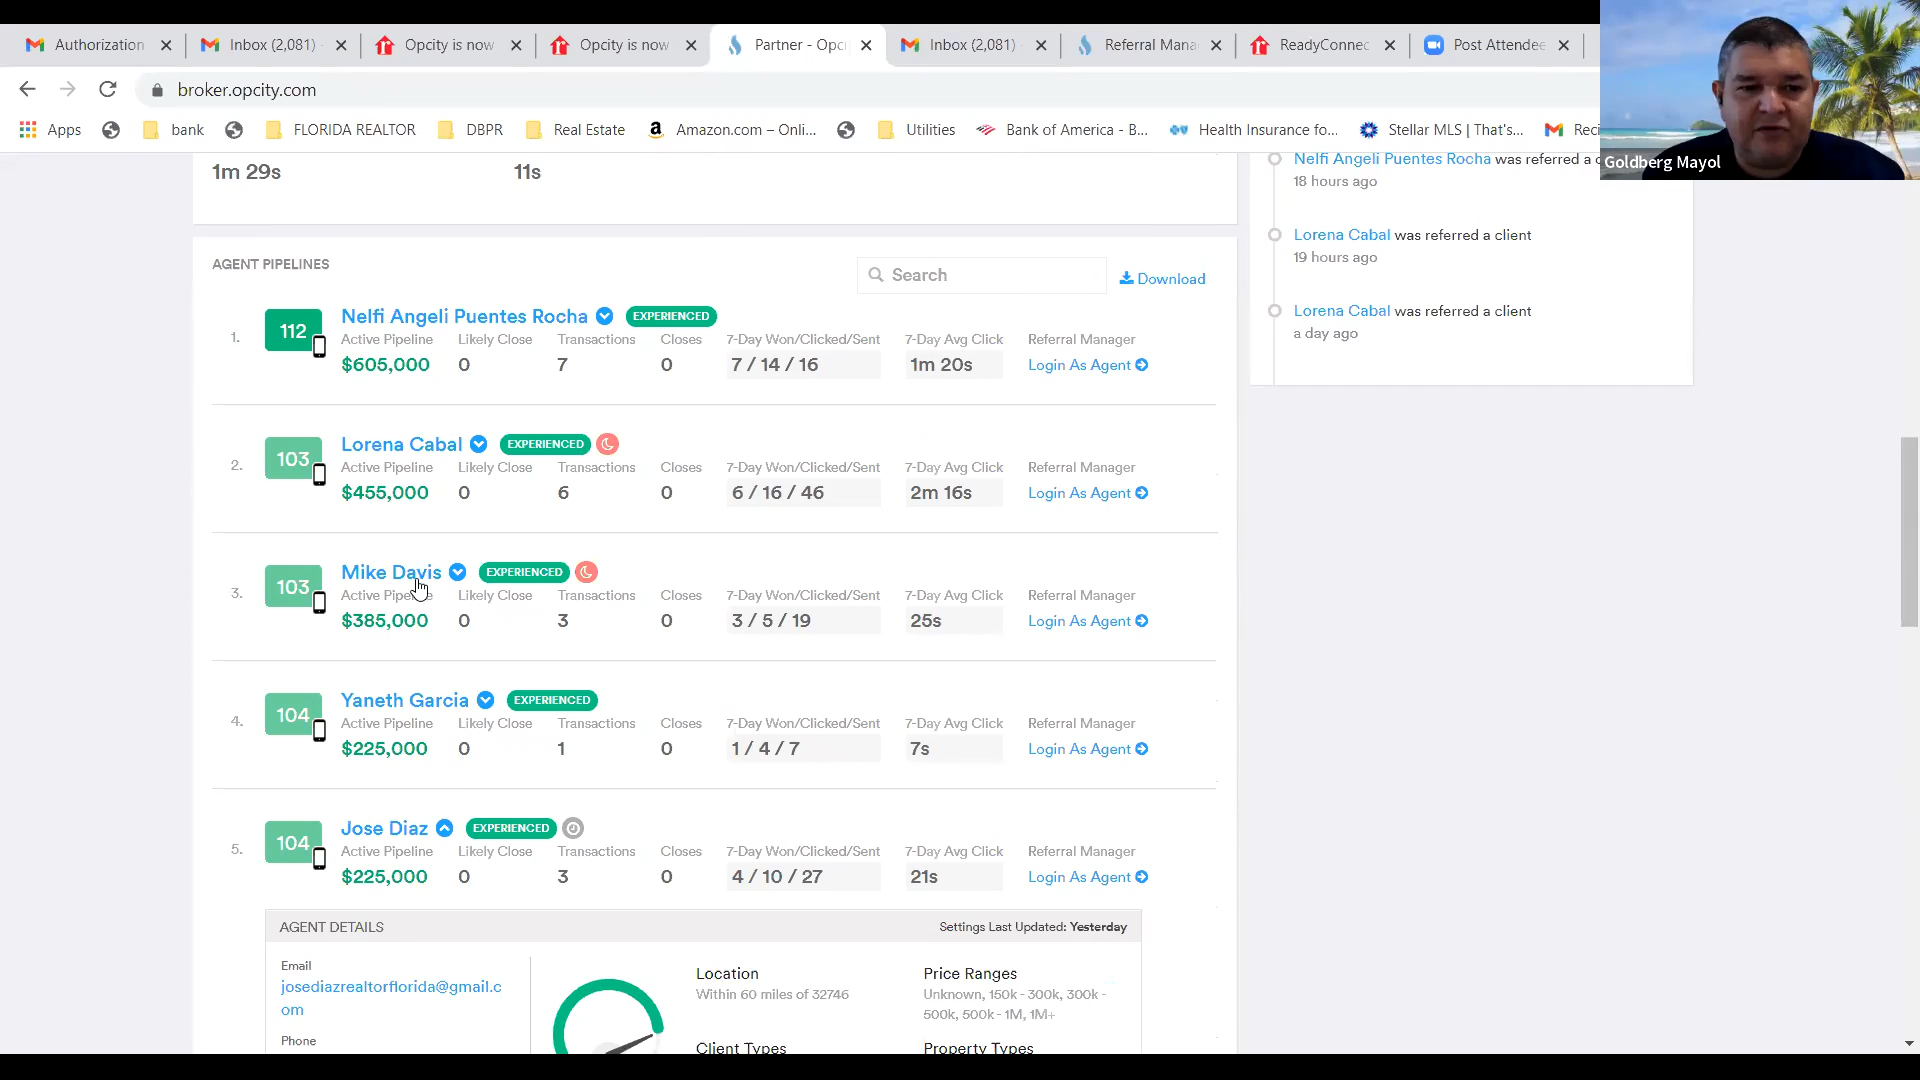 Authorization
Inbox (2,081)
Opcity is now
Opcity is now
Partner - Opc
Inbox (2,081)
Referral Mana
ReadyConnec
Post Attendee
broker.opcity.com
Apps
bank
FLORIDA REALTOR
DBPR
Real Estate
Amazon.com – Onli...
Utilities
Bank of America - B...
Health Insurance fo...
Stellar MLS | That's...
Reci
Goldberg Mayol
1m 29s
11s
Nelfi Angeli Puentes Rocha was referred a c
18 hours ago
Lorena Cabal was referred a client
19 hours ago
Lorena Cabal was referred a client
a day ago
AGENT PIPELINES
Search
Download
1.
112
Nelfi Angeli Puentes Rocha
EXPERIENCED
Active Pipeline Likely Close Transactions Closes 7-Day Won/Clicked/Sent 7-Day Avg Click Referral Manager
$605,000 0 7 0 7 / 14 / 16 1m 20s Login As Agent
2.
103
Lorena Cabal
EXPERIENCED
Active Pipeline Likely Close Transactions Closes 7-Day Won/Clicked/Sent 7-Day Avg Click Referral Manager
$455,000 0 6 0 6 / 16 / 46 2m 16s Login As Agent
3.
103
Mike Davis
EXPERIENCED
Active Pipeline Likely Close Transactions Closes 7-Day Won/Clicked/Sent 7-Day Avg Click Referral Manager
$385,000 0 3 0 3 / 5 / 19 25s Login As Agent
4.
104
Yaneth Garcia
EXPERIENCED
Active Pipeline Likely Close Transactions Closes 7-Day Won/Clicked/Sent 7-Day Avg Click Referral Manager
$225,000 0 1 0 1 / 4 / 7 7s Login As Agent
5.
104
Jose Diaz
EXPERIENCED
Active Pipeline Likely Close Transactions Closes 7-Day Won/Clicked/Sent 7-Day Avg Click Referral Manager
$225,000 0 3 0 4 / 10 / 27 21s Login As Agent
AGENT DETAILS
Settings Last Updated: Yesterday
Email
josediazrealtorflorida@gmail.c
om
Phone
Location
Within 60 miles of 32746
Client Types
Price Ranges
Unknown, 150k - 300k, 300k -
500k, 500k - 1M, 1M+
Property Types